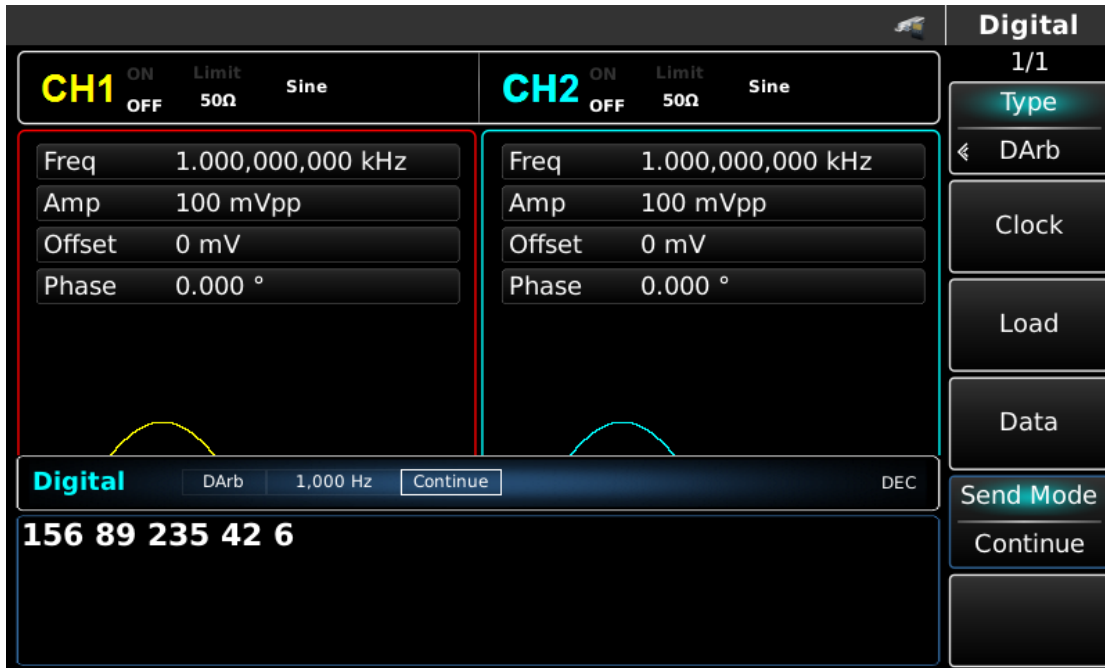 Digital
1/1
CH1 ON OFF Limit 50Ω Sine
CH2 ON OFF Limit 50Ω Sine
Freq 1.000,000,000 kHz
Amp 100 mVpp
Offset 0 mV
Phase 0.000 °
Freq 1.000,000,000 kHz
Amp 100 mVpp
Offset 0 mV
Phase 0.000 °
Digital DArb 1,000 Hz Continue DEC
156 89 235 42 6
Type
DArb
Clock
Load
Data
Send Mode
Continue